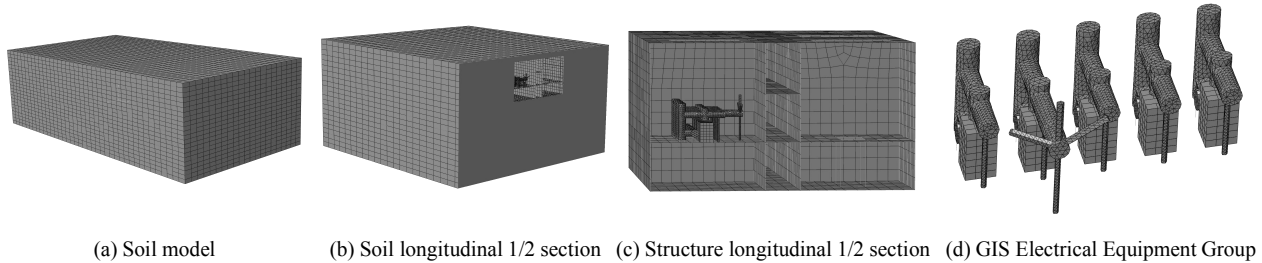 (a) Soil model (b) Soil longitudinal 1/2 section (c) Structure longitudinal 1/2 section (d) GIS Electrical Equipment Group